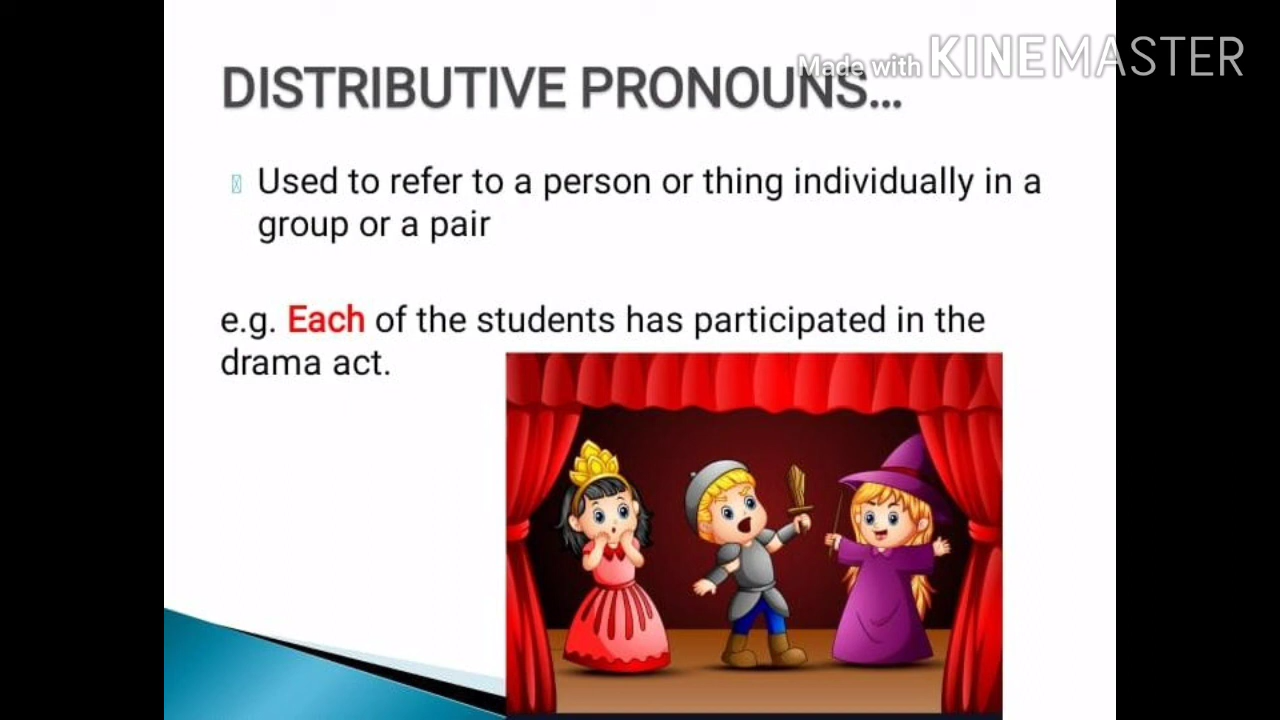 Made with KINEMASTER
DISTRIBUTIVE PRONOUNS...
Used to refer to a person or thing individually in a
group or a pair
e.g. Each of the students has participated in the
drama act.